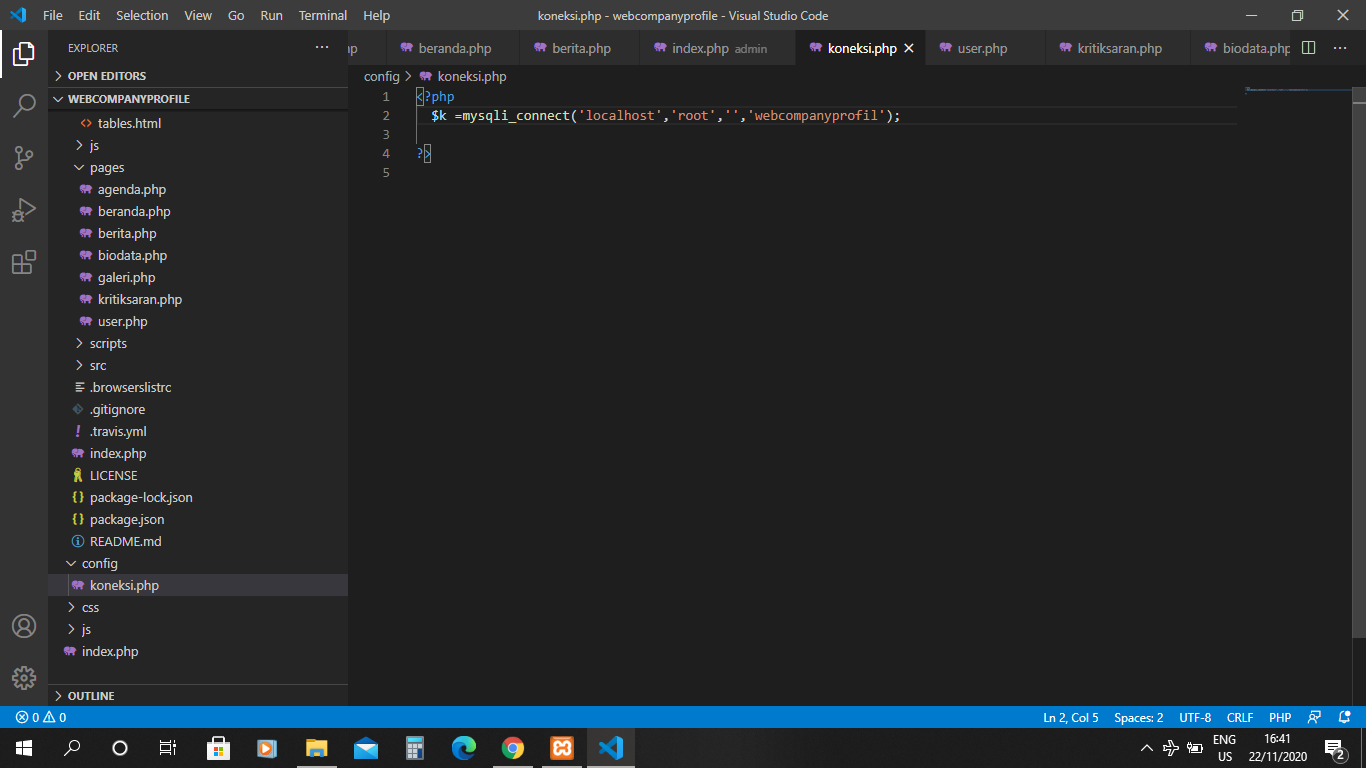 File Edit Selection View Go Run Terminal Help koneksi.php - webcompanyprofile - Visual Studio Code
EXPLORER
OPEN EDITORS
WEBCOMPANYPROFILE
tables.html
js
pages
agenda.php
beranda.php
berita.php
biodata.php
galeri.php
kritiksaran.php
user.php
scripts
src
.browserslistrc
.gitignore
.travis.yml
index.php
LICENSE
package-lock.json
package.json
README.md
config
koneksi.php
css
js
index.php
OUTLINE
np beranda.php berita.php index.php admin koneksi.php user.php kritiksaran.php biodata.php
config > koneksi.php
1 <?php
2 $k =mysqli_connect('localhost','root','','webcompanyprofil');
3
4 ?>
5
0 0 Ln 2, Col 5 Spaces: 2 UTF-8 CRLF PHP
ENG 16:41
US 22/11/2020 2